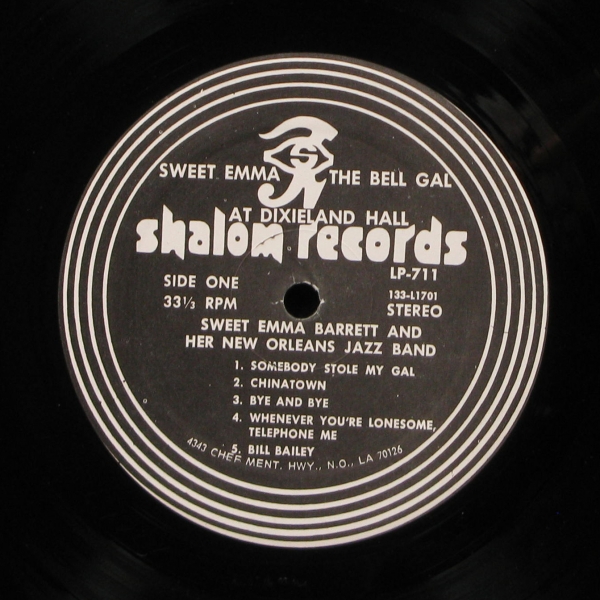 SWEET EMMA THE BELL GAL
AT DIXIELAND HALL
shalom records
LP-711
SIDE ONE
133-L1701
33⅓ RPM
STEREO
SWEET EMMA BARRETT AND
HER NEW ORLEANS JAZZ BAND
1. SOMEBODY STOLE MY GAL
2. CHINATOWN
3. BYE AND BYE
4. WHENEVER YOU'RE LONESOME,
TELEPHONE ME
5. BILL BAILEY
4343 CHEF MENT. HWY., N.O., LA 70126